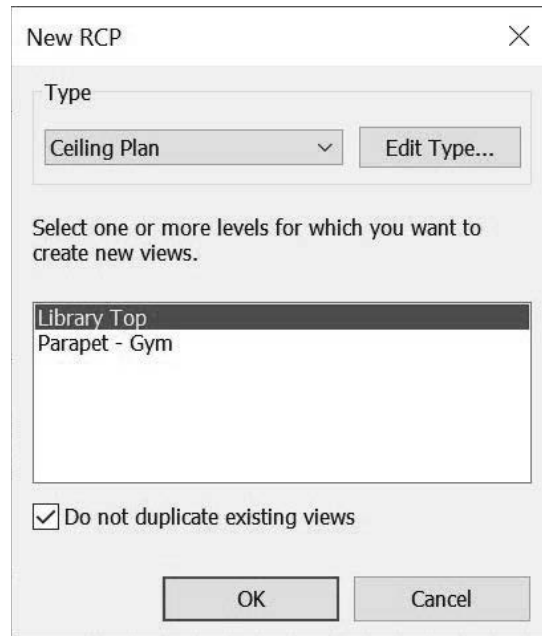 New RCP
Type
Ceiling Plan
Edit Type...
Select one or more levels for which you want to
create new views.
Library Top
Parapet - Gym
Do not duplicate existing views
OK
Cancel